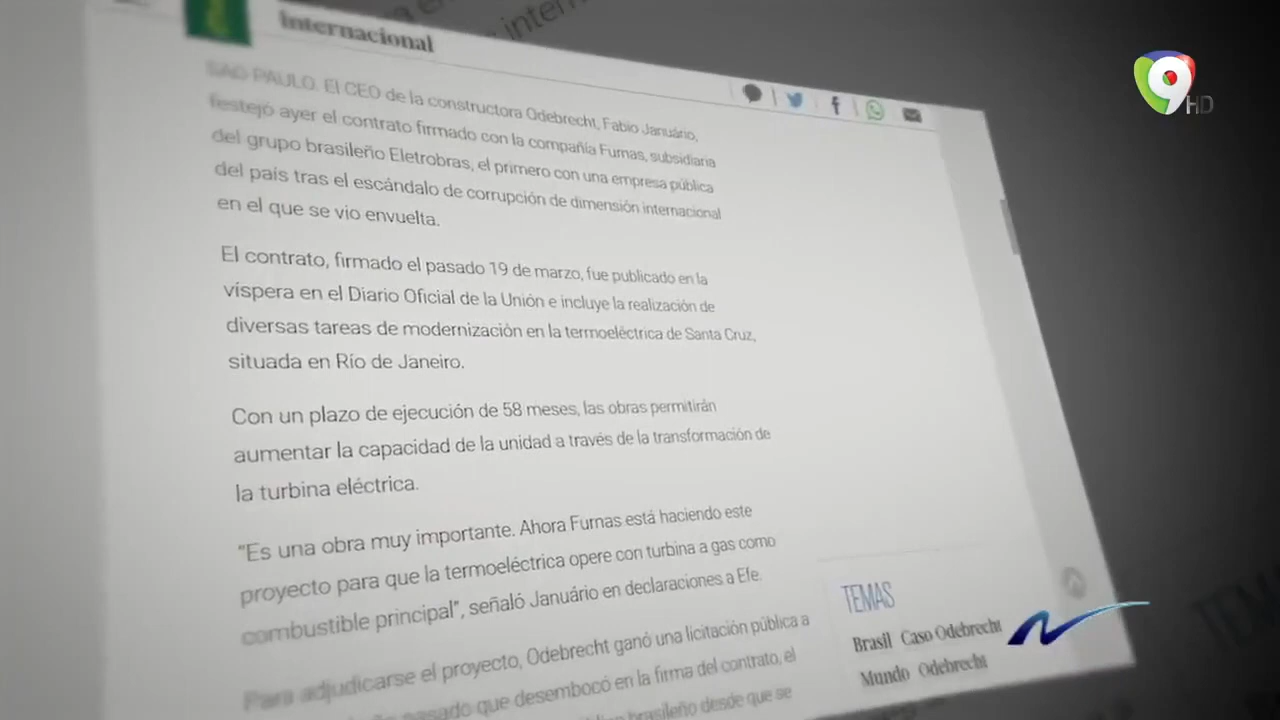 Internacional
SAO PAULO. El CEO de la constructora Odebrecht, Fabio Januário,
festejó ayer el contrato firmado con la compañía Furnas, subsidiaria
del grupo brasileño Eletrobras, el primero con una empresa pública
del país tras el escándalo de corrupción de dimensión internacional
en el que se vio envuelta.
El contrato, firmado el pasado 19 de marzo, fue publicado en la
víspera en el Diario Oficial de la Unión e incluye la realización de
diversas tareas de modernización en la termoeléctrica de Santa Cruz,
situada en Río de Janeiro.
Con un plazo de ejecución de 58 meses, las obras permitirán
aumentar la capacidad de la unidad a través de la transformación de
la turbina eléctrica.
"Es una obra muy importante. Ahora Furnas está haciendo este
proyecto para que la termoeléctrica opere con turbina a gas como
combustible principal", señaló Januário en declaraciones a Efe.
Para adjudicarse el proyecto, Odebrecht ganó una licitación pública a
pasado que desembocó en la firma del contrato, el
brasileño desde que se
TEMAS
Brasil Caso Odebrecht
Mundo Odebrecht
9 HD
TEMAS